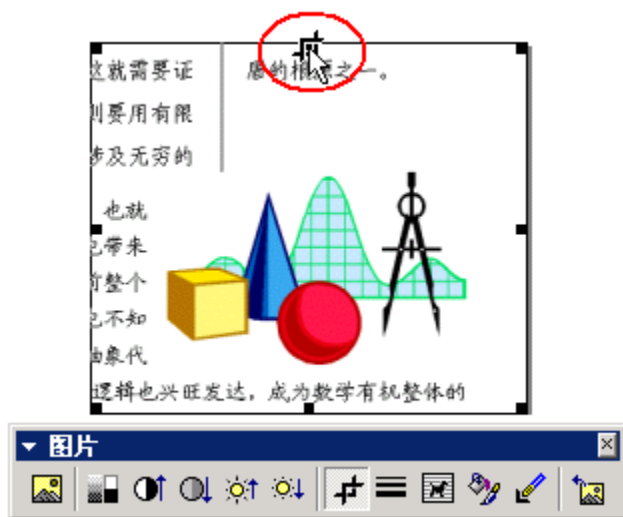 这就需要证
盾的根源之一。
则要用有限
涉及无穷的
也就
也带来
前整个
也不知
抽象代
逻辑也兴旺发达，成为数学有机整体的
图片